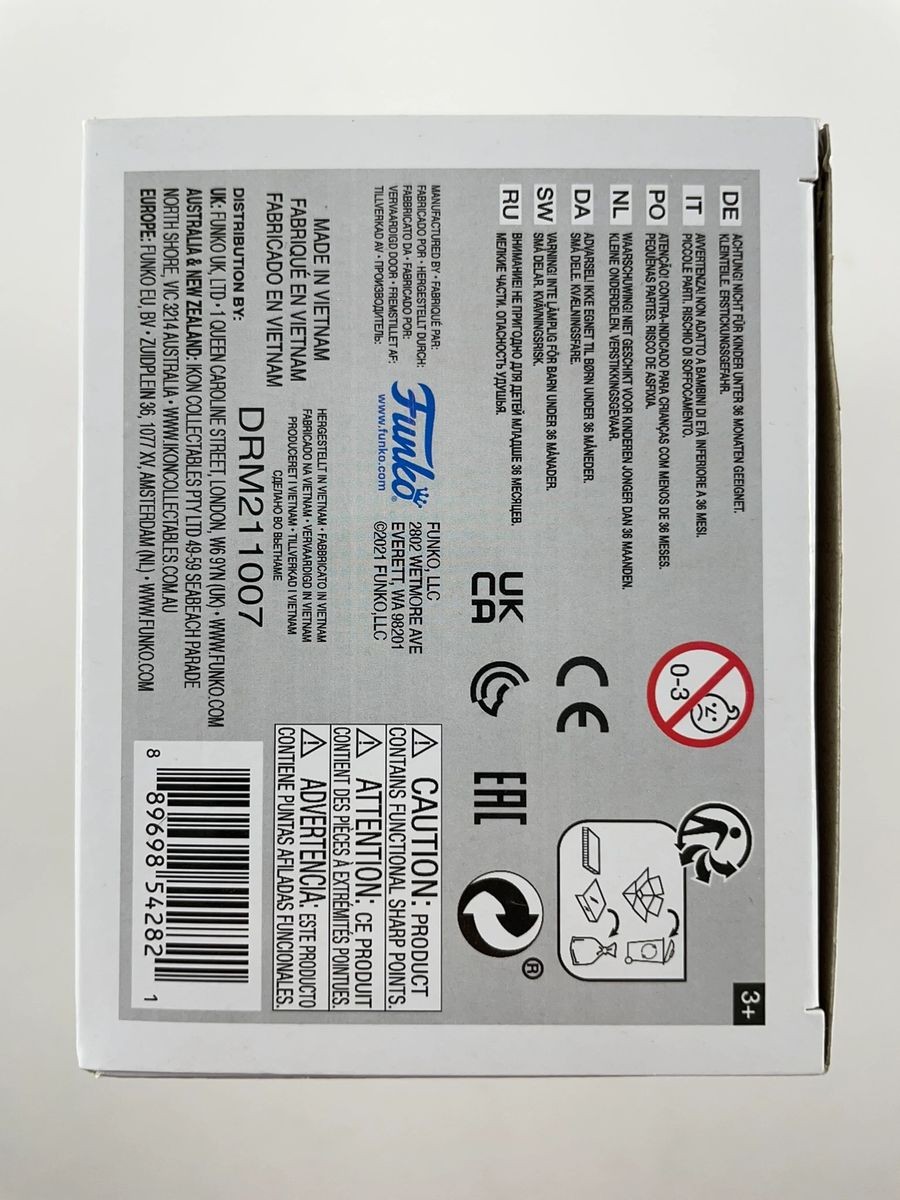 DE ACHTUNG! NICHT FÜR KINDER UNTER 36 MONATEN GEEIGNET.
KLEINTEILE. ERSTICKUNGSGEFAHR.
IT AVVERTENZA! NON ADATTO A BAMBINI DI ETÀ INFERIORE A 36 MESI.
PICCOLE PARTI. RISCHIO DI SOFFOCAMENTO.
PO ATENCÃO! CONTRA-INDICADO PARA CRIANÇAS COM MENOS DE 36 MESES.
PEQUENAS PARTES. RISCO DE ASFIXIA.
NL WAARSCHUWING! NIET GESCHIKT VOOR KINDEREN JONGER DAN 36 MAANDEN.
KLEINE ONDERDELEN. VERSTIKKINGSGEVAAR.
DA ADVARSEL! IKKE EGNET TIL BØRN UNDER 36 MÅNEDER.
SMÅ DELE. KVÆLNINGSFARE.
SW VARNING! INTE LÄMPLIG FÖR BARN UNDER 36 MÅNADER.
SMÅ DELAR. KVÄVNINGSRISK.
RU ВНИМАНИЕ! НЕ ПРИГОДНО ДЛЯ ДЕТЕЙ МЛАДШЕ 36 МЕСЯЦЕВ.
МЕЛКИЕ ЧАСТИ. ОПАСНОСТЬ УДУШЬЯ.
3+
0-3
CE
UK
CA
EAC
®
MANUFACTURED BY • FABRIQUÉ PAR:
FABRICADO POR • HERGESTELLT DURCH:
FABBRICATO DA • FABRICADO POR:
VERVAARDIGD DOOR • FREMSTILLET AF:
TILLVERKAD AV • ПРОИЗВОДИТЕЛЬ:
Funko®
www.funko.com
FUNKO, LLC
2802 WETMORE AVE
EVERETT, WA 98201
©2021 FUNKO,LLC
MADE IN VIETNAM
FABRIQUÉ EN VIETNAM
FABRICADO EN VIETNAM
HERGESTELLT IN VIETNAM • FABBRICATO IN VIETNAM
FABRICADO NA VIETNAM • VERVAARDIGD IN VIETNAM
PRODUCERET I VIETNAM • TILLVERKAD I VIETNAM
СДЕЛАНО ВО ВЬЕТНАМЕ
DRM211007
CAUTION: PRODUCT
CONTAINS FUNCTIONAL SHARP POINTS.
ATTENTION: CE PRODUIT
CONTIENT DES PIÈCES À EXTRÉMITÉS POINTUES.
ADVERTENCIA: ESTE PRODUCTO
CONTIENE PUNTAS AFILADAS FUNCIONALES.
DISTRIBUTION BY:
UK: FUNKO UK, LTD • 1 QUEEN CAROLINE STREET, LONDON, W6 9YN (UK) • WWW.FUNKO.COM
AUSTRALIA & NEW ZEALAND: IKON COLLECTABLES PTY LTD 49-59 SEABEACH PARADE
NORTH SHORE, VIC 3214 AUSTRALIA • WWW.IKONCOLLECTABLES.COM.AU
EUROPE: FUNKO EU, BV • ZUIDPLEIN 36, 1077 XV, AMSTERDAM (NL) • WWW.FUNKO.COM
8 89698 54282 1